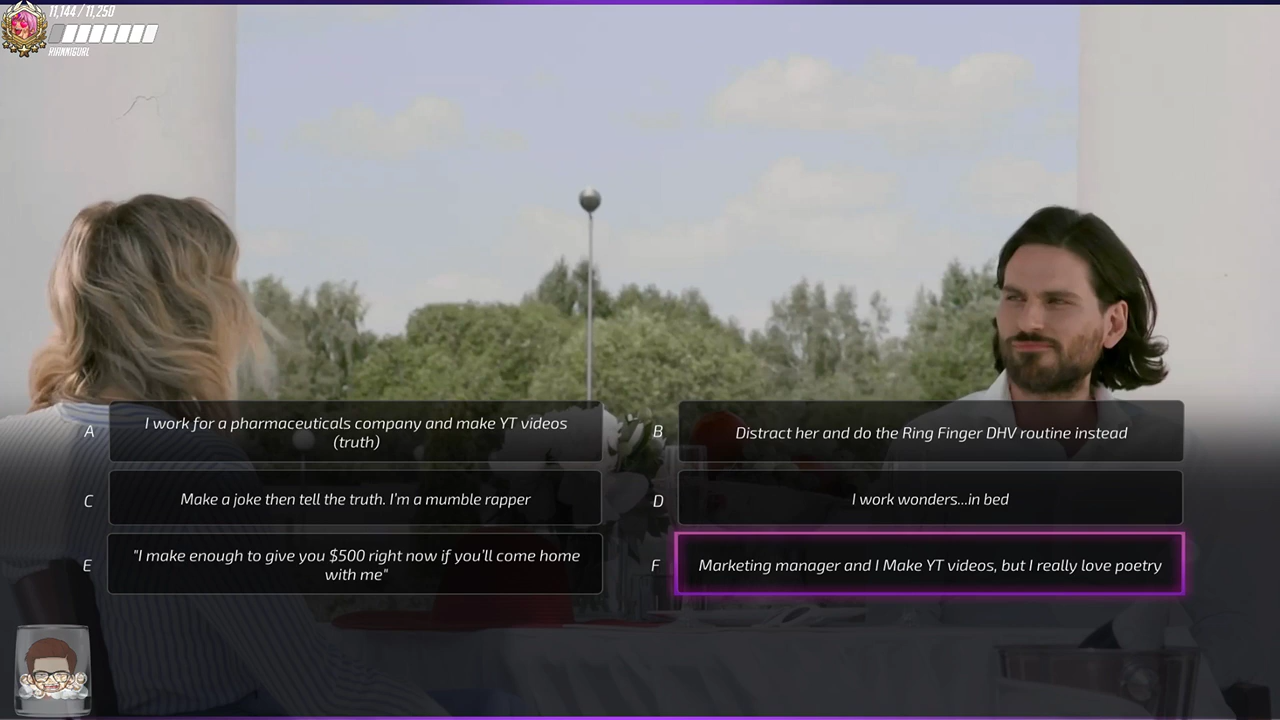 11,144 / 11,250
A
I work for a pharmaceuticals company and make YT videos
(truth)
B
Distract her and do the Ring Finger DHV routine instead
C
Make a joke then tell the truth. I'm a mumble rapper
D
I work wonders...in bed
E
"I make enough to give you $500 right now if you'll come home
with me"
F
Marketing manager and I Make YT videos, but I really love poetry